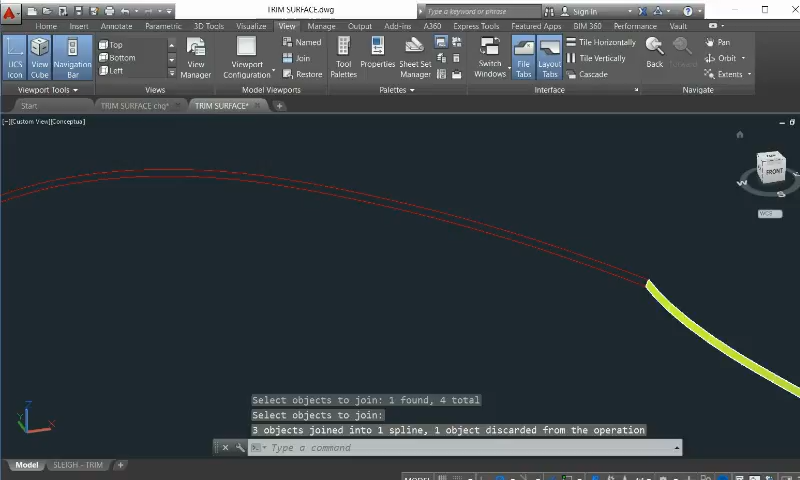 TRIM SURFACE.dwg
Type a keyword or phrase
Sign In
Home
Insert
Annotate
Parametric
3D Tools
Visualize
View
Manage
Output
Add-ins
A360
Express Tools
Featured Apps
BIM 360
Performance
Vault
UCS Icon
View Cube
Navigation Bar
Viewport Tools
Top
Bottom
Left
View Manager
Views
Viewport Configuration
Named
Join
Restore
Model Viewports
Tool Palettes
Properties
Sheet Set Manager
Palettes
Switch Windows
File Tabs
Layout Tabs
Tile Horizontally
Tile Vertically
Cascade
Interface
Back
Forward
Pan
Orbit
Extents
Navigate
Start
TRIM SURFACE chg*
TRIM SURFACE*
[–][Custom View][Conceptual]
FRONT
W
S
WCS
Select objects to join: 1 found, 4 total
Select objects to join:
3 objects joined into 1 spline, 1 object discarded from the operation
Type a command
Z
X
Model
SLEIGH - TRIM
MODEL